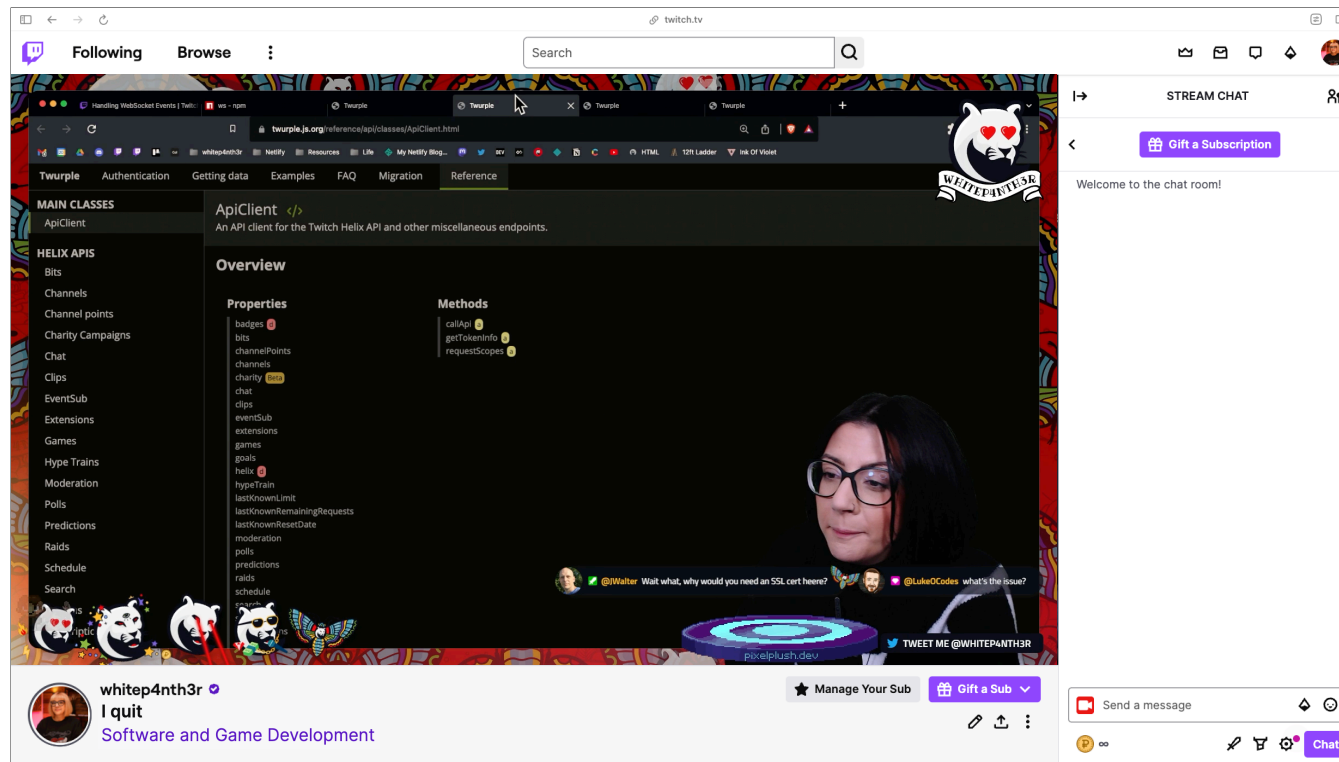 twitch.tv
Following Browse
Search
STREAM CHAT
Gift a Subscription
Welcome to the chat room!
Handling WebSocket Events | Twitc
ws - npm
Twurple
Twurple
Twurple
Twurple
twurple.js.org/reference/api/classes/ApiClient.html
whitep4nth3r
Netlify
Resources
Life
My Netlify Blog...
DEV
HTML
12ft Ladder
Ink Of Violet
WHITEP4NTH3R
Twurple Authentication Getting data Examples FAQ Migration Reference
MAIN CLASSES
ApiClient
HELIX APIS
Bits
Channels
Channel points
Charity Campaigns
Chat
Clips
EventSub
Extensions
Games
Hype Trains
Moderation
Polls
Predictions
Raids
Schedule
Search
ApiClient </>
An API client for the Twitch Helix API and other miscellaneous endpoints.
Overview
Properties
badges d
bits
channelPoints
channels
charity Beta
chat
clips
eventSub
extensions
games
goals
helix d
hypeTrain
lastKnownLimit
lastKnownRemainingRequests
lastKnownResetDate
moderation
polls
predictions
raids
schedule
search
Methods
callApi a
getTokenInfo a
requestScopes a
@JWalter Wait what, why would you need an SSL cert heere?
@LukeOCodes what's the issue?
pixelplush.dev
TWEET ME @WHITEP4NTH3R
whitep4nth3r
I quit
Software and Game Development
Manage Your Sub
Gift a Sub
Send a message
∞
Chat